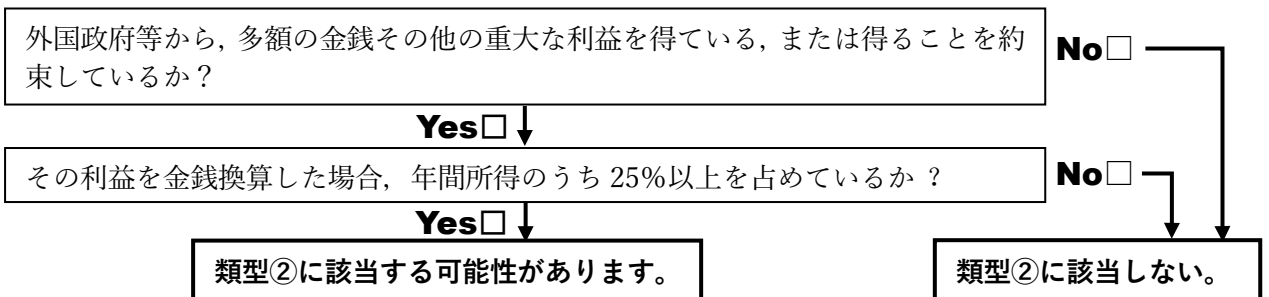 外国政府等から, 多額の金銭その他の重大な利益を得ている, または得ることを約
束しているか？
No□
Yes□
その利益を金銭換算した場合, 年間所得のうち 25%以上を占めているか ？
No□
Yes□
類型②に該当する可能性があります。
類型②に該当しない。